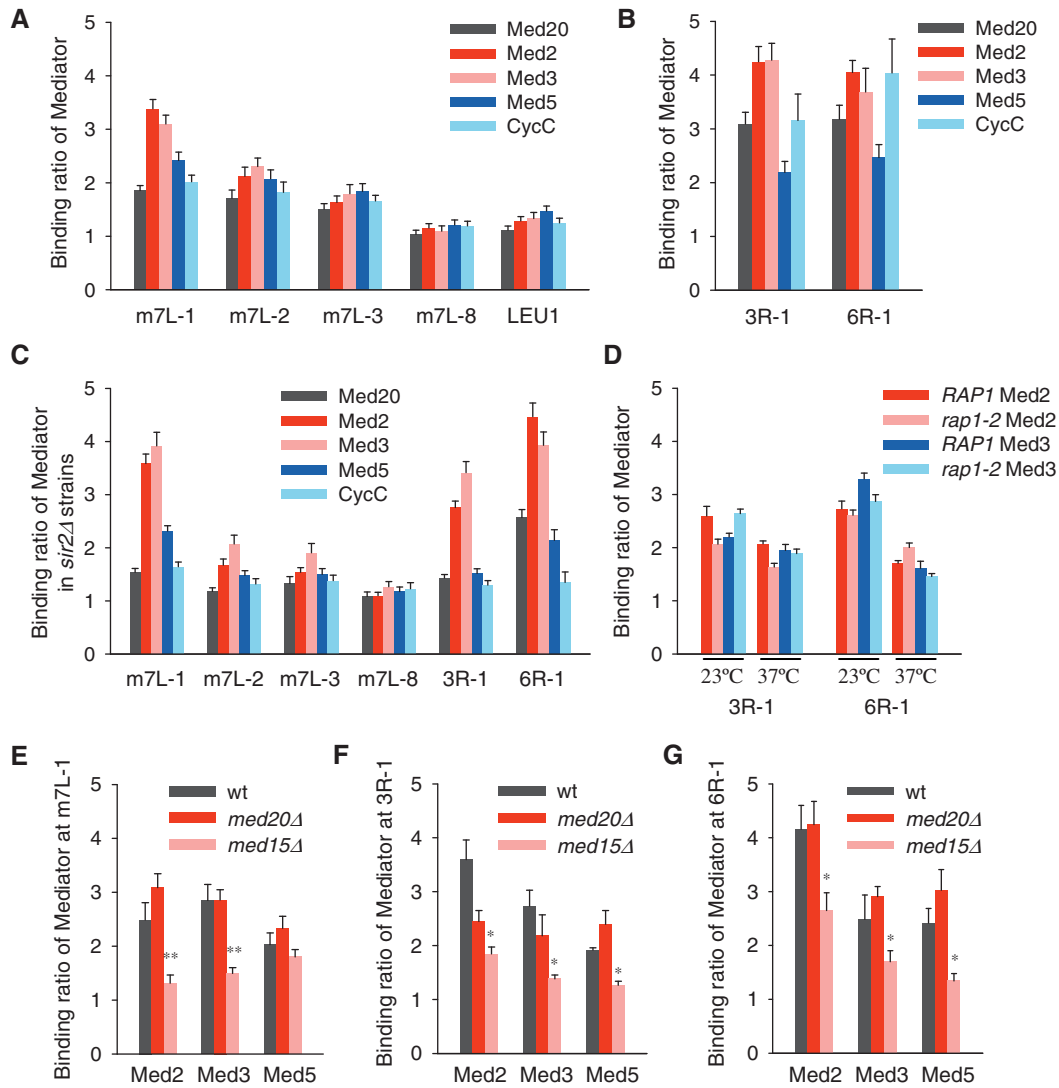 A
Binding ratio of Mediator
5
4
3
2
1
0
Med20
Med2
Med3
Med5
CycC
m7L-1 m7L-2 m7L-3 m7L-8 LEU1
B
Binding ratio of Mediator
5
4
3
2
1
0
Med20
Med2
Med3
Med5
CycC
3R-1 6R-1
C
Binding ratio of Mediator
in sir2Δ strains
5
4
3
2
1
0
Med20
Med2
Med3
Med5
CycC
m7L-1 m7L-2 m7L-3 m7L-8 3R-1 6R-1
D
Binding ratio of Mediator
5
4
3
2
1
0
RAP1 Med2
rap1-2 Med2
RAP1 Med3
rap1-2 Med3
23ºC 37ºC 23ºC 37ºC
3R-1 6R-1
E
Binding ratio of Mediator at m7L-1
5
4
3
2
1
0
wt
med20Δ
med15Δ
** **
Med2 Med3 Med5
F
Binding ratio of Mediator at 3R-1
5
4
3
2
1
0
wt
med20Δ
med15Δ
* * *
Med2 Med3 Med5
G
Binding ratio of Mediator at 6R-1
5
4
3
2
1
0
wt
med20Δ
med15Δ
* * *
Med2 Med3 Med5